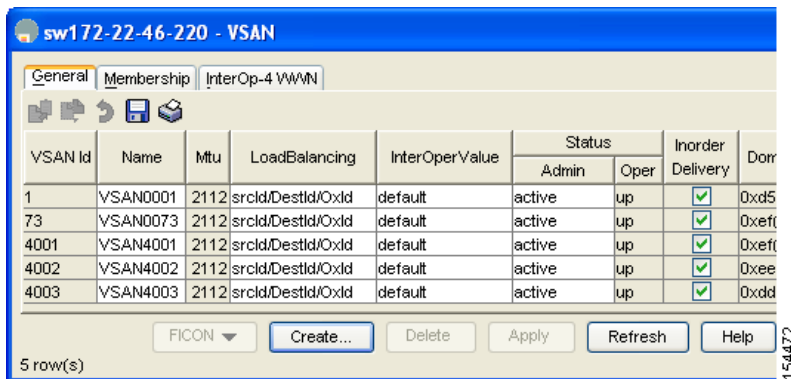 sw172-22-46-220 - VSAN
General Membership InterOp-4 WWN
VSAN Id Name Mtu LoadBalancing InterOperValue Status Inorder Delivery Dom
Admin Oper
1 VSAN0001 2112 srcId/DestId/OxId default active up 0xd5
73 VSAN0073 2112 srcId/DestId/OxId default active up 0xef(
4001 VSAN4001 2112 srcId/DestId/OxId default active up 0xef(
4002 VSAN4002 2112 srcId/DestId/OxId default active up 0xee
4003 VSAN4003 2112 srcId/DestId/OxId default active up 0xdd
FICON Create... Delete Apply Refresh Help
5 row(s)
154472